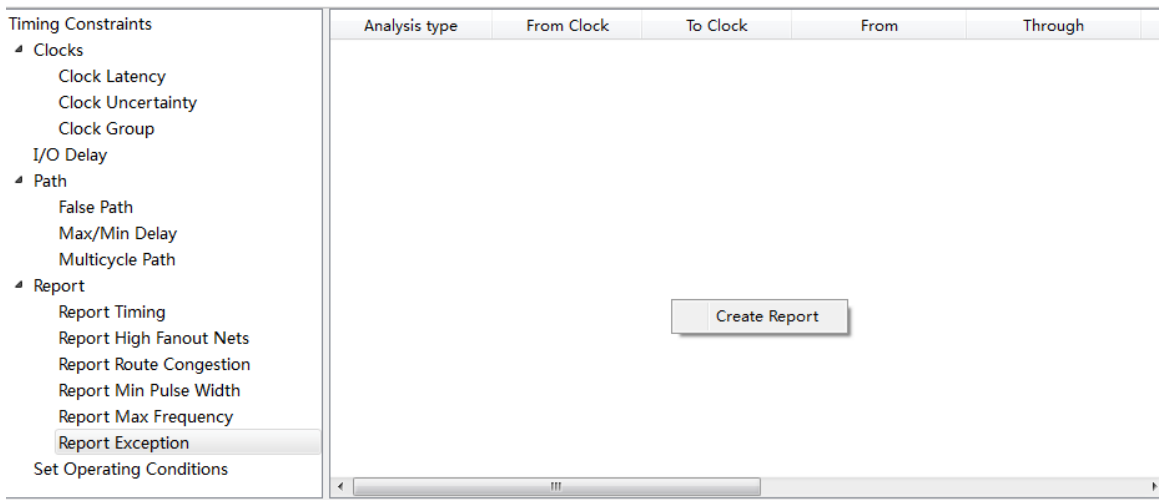 Timing Constraints
Clocks
Clock Latency
Clock Uncertainty
Clock Group
I/O Delay
Path
False Path
Max/Min Delay
Multicycle Path
Report
Report Timing
Report High Fanout Nets
Report Route Congestion
Report Min Pulse Width
Report Max Frequency
Report Exception
Set Operating Conditions
Analysis type From Clock To Clock From Through
Create Report